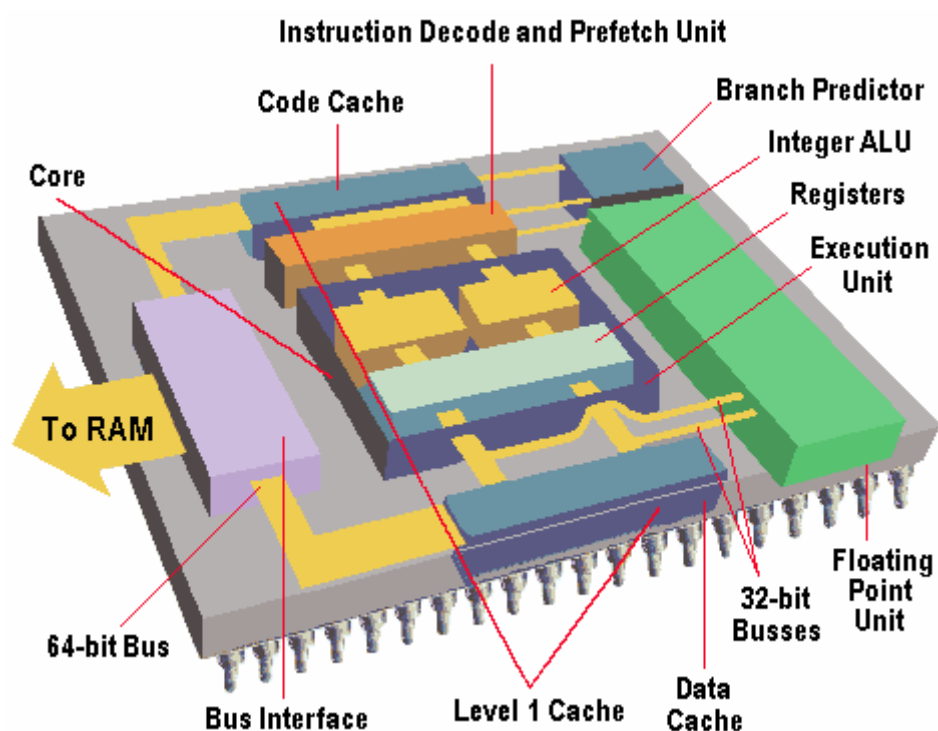 Instruction Decode and Prefetch Unit
Code Cache
Branch Predictor
Core
Integer ALU
Registers
Execution
Unit
To RAM
64-bit Bus
Bus Interface
Level 1 Cache
Data
Cache
32-bit
Busses
Floating
Point
Unit